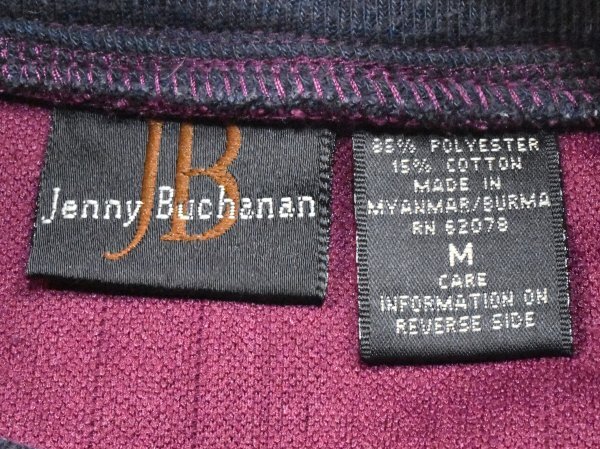 JB
Jenny Buchanan
85% POLYESTER
15% COTTON
MADE IN
MYANMAR/BURMA
RN 62078
M
CARE
INFORMATION ON
REVERSE SIDE